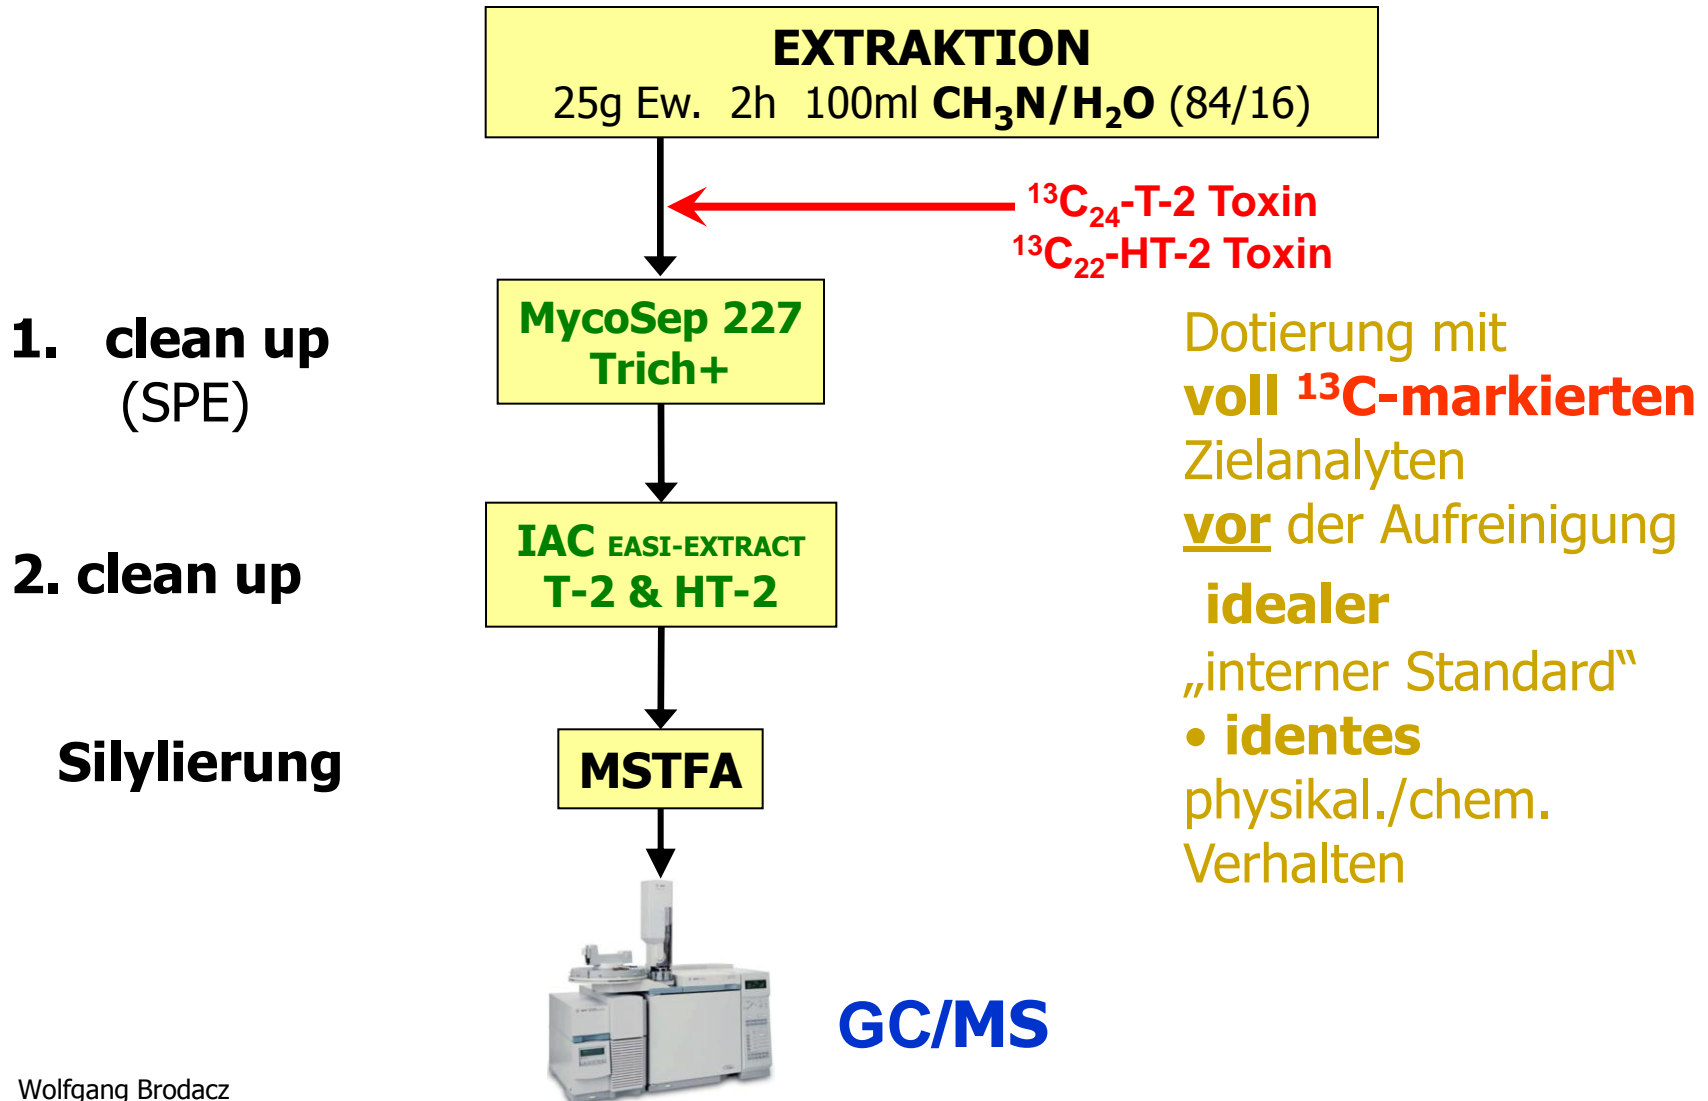 EXTRAKTION
25g Ew. 2h 100ml CH₃N/H₂O (84/16)
¹³C₂₄-T-2 Toxin
¹³C₂₂-HT-2 Toxin
1. clean up
(SPE)
MycoSep 227
Trich+
2. clean up
IAC EASI-EXTRACT
T-2 & HT-2
Silylierung
MSTFA
Dotierung mit
voll ¹³C-markierten
Zielanalyten
vor der Aufreinigung
idealer
„interner Standard“
• identes
physikal./chem.
Verhalten
GC/MS
Wolfgang Brodacz